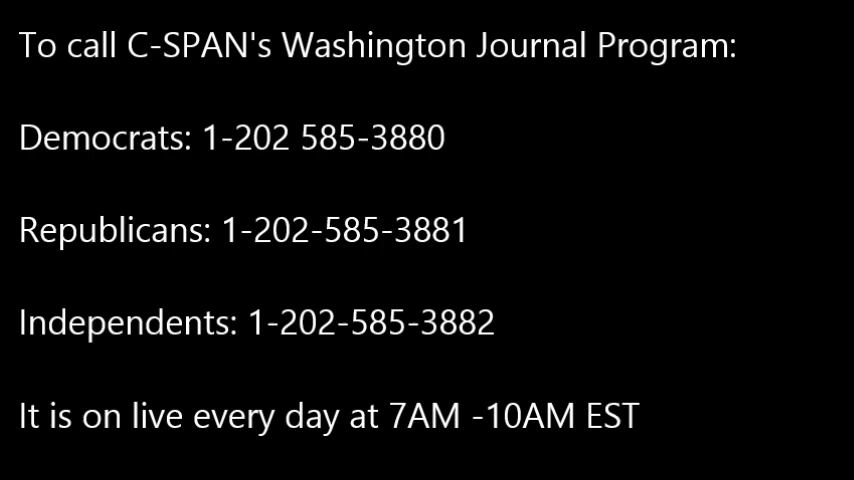 To call C-SPAN's Washington Journal Program:
Democrats: 1-202 585-3880
Republicans: 1-202-585-3881
Independents: 1-202-585-3882
It is on live every day at 7AM -10AM EST